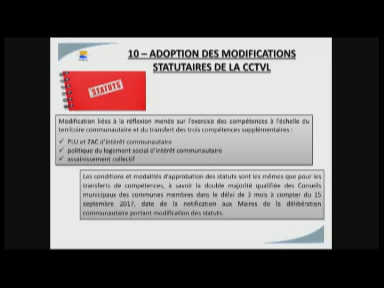 10 – ADOPTION DES MODIFICATIONS
STATUTAIRES DE LA CCTVL
STATUTS
Modification liées à la réflexion menée sur l'exercice des compétences à l'échelle du
territoire communautaire et du transfert des trois compétences supplémentaires :
✓ PLU et ZAC d'intérêt communautaire
✓ politique du logement social d'intérêt communautaire
✓ assainissement collectif
Les conditions et modalités d'approbation des statuts sont les mêmes que pour les
transferts de compétences, à savoir la double majorité qualifiée des Conseils
municipaux des communes membres dans le délai de 3 mois à compter du 15
septembre 2017, date de la notification aux Maires de la délibération
communautaire portant modification des statuts.